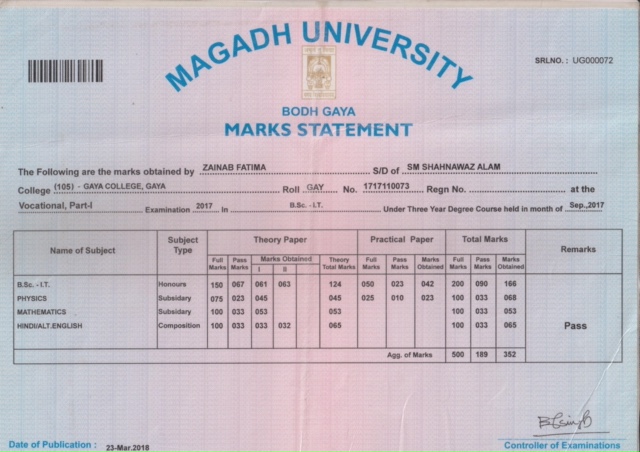 MAGADH UNIVERSITY
SRLNO. : UG000072
BODH GAYA
MARKS STATEMENT
The Following are the marks obtained by ZAINAB FATIMA S/D of SM SHAHNAWAZ ALAM
College (105) - GAYA COLLEGE, GAYA Roll GAY No. 1717110073 Regn No. at the
Vocational, Part-I Examination 2017 In B.Sc. - I.T. Under Three Year Degree Course held in month of Sep.,2017
Name of Subject Subject Type Theory Paper Practical Paper Total Marks Remarks
Full Marks Pass Marks Marks Obtained I II Theory Total Marks Full Marks Pass Marks Marks Obtained Full Marks Pass Marks Marks Obtained
B.Sc. - I.T. Honours 150 067 061 063 124 050 023 042 200 090 166
PHYSICS Subsidary 075 023 045 045 025 010 023 100 033 068
MATHEMATICS Subsidary 100 033 053 053 100 033 053
HINDI/ALT.ENGLISH Composition 100 033 033 032 065 100 033 065 Pass
Agg. of Marks 500 189 352
Date of Publication : 23-Mar.2018
Controller of Examinations